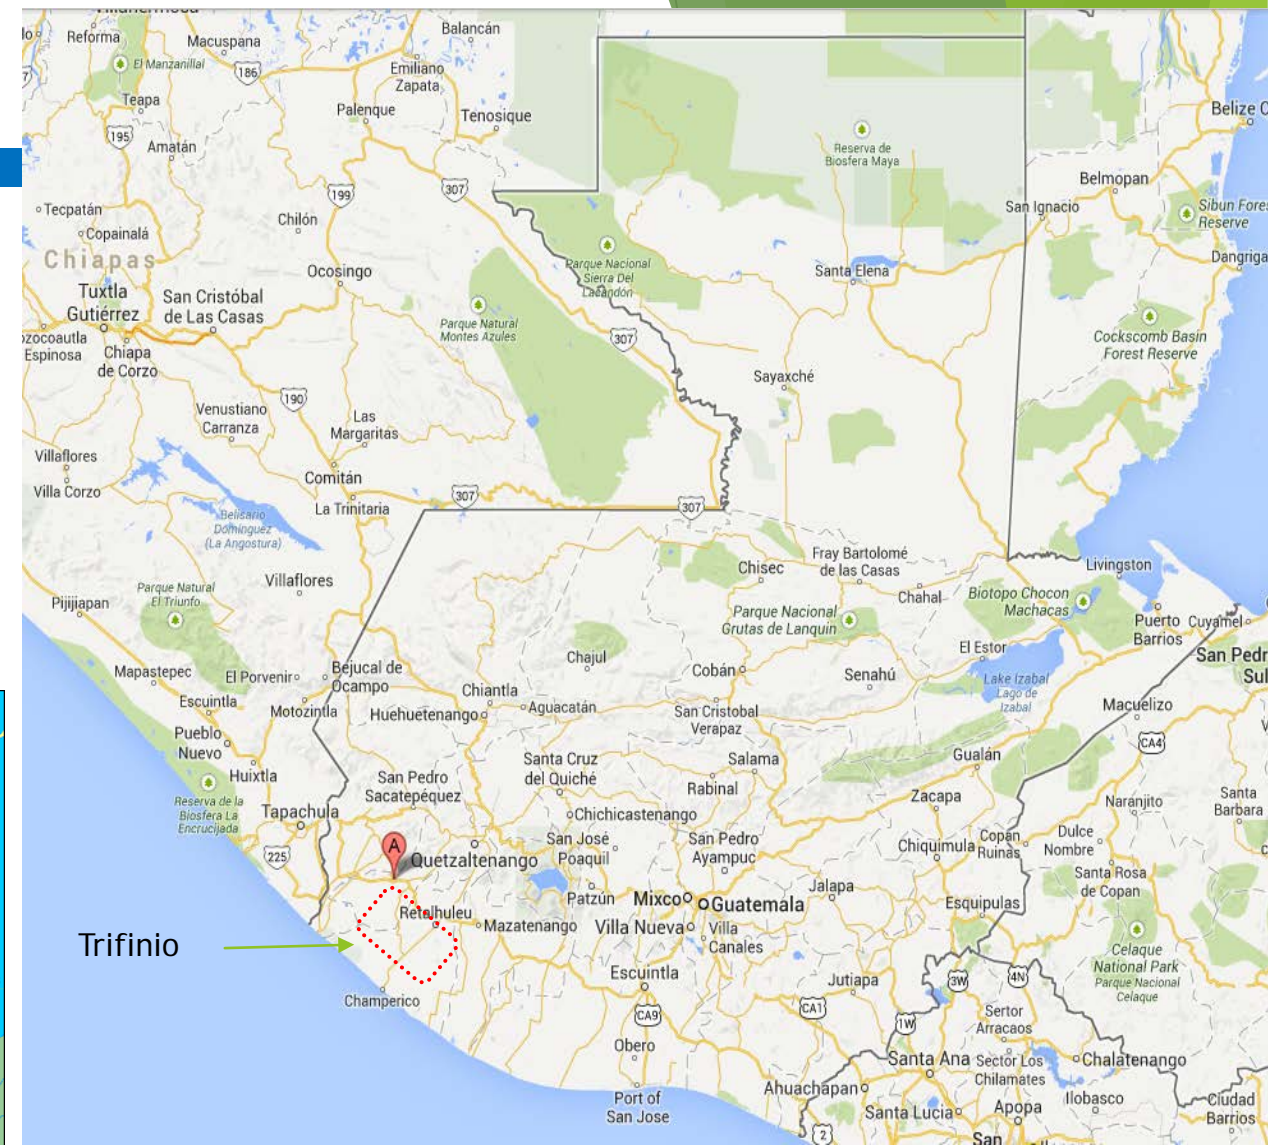 Reforma
Macuspana
Balancán
El Manzanillal
186
Emiliano
Zapata
Teapa
Palenque
Tenosique
Belize C
195
Amatán
Reserva de
Biosfera Maya
199
307
Belmopan
San Ignacio
Sibun Fores
Reserve
Tecpatán
Chilón
Copainalá
Chiapas
Dangriga
Ocosingo
Parque Nacional
Sierra Del
Lacandón
Santa Elena
Tuxtla
Gutiérrez
San Cristóbal
de Las Casas
Parque Natural
Montes Azules
307
Cockscomb Basin
Forest Reserve
ozocoautla
Espinosa
Chiapa
de Corzo
Sayaxché
190
Venustiano
Carranza
Las
Margaritas
Villaflores
Comitán
Villa Corzo
307
La Trinitaria
307
Belisario
Domínguez
(La Angostura)
Fray Bartolomé
de las Casas
Chisec
Livingston
Villaflores
Parque Natural
El Triunfo
Chahal
Biotopo Chocon
Machacas
Pijijiapan
Parque Nacional
Grutas de Lanquin
Puerto
Barrios
Cuyamel
El Estor
San Pedr
Sul
Chajul
Mapastepec
El Porvenir
Bejucal de
Ocampo
Cobán
Senahú
Lake Izabal
Lago de
Izabal
Chiantla
Escuintla
Motozintla
Huehuetenango
Aguacatán
San Cristobal
Verapaz
Macuelizo
Pueblo
Nuevo
CA4
Huixtla
San Pedro
Sacatepéquez
Santa Cruz
del Quiché
Salama
Gualán
Rabinal
Reserva de la
Biosfera La
Encrucijada
Tapachula
Zacapa
Naranjito
Santa
Barbara
Chichicastenango
A
San José
Poaquil
San Pedro
Ayampuc
Chiquimula
Copán
Ruinas
Dulce
Nombre
225
Quetzaltenango
Santa Rosa
de Copan
Patzún
Mixco
Guatemala
Jalapa
Esquipulas
Retalhuleu
Mazatenango
Villa Nueva
Villa
Canales
Trifinio
Celaque
National Park
Parque Nacional
Celaque
Escuintla
Jutiapa
3W
4N
Champerico
CA9
CA1
1W
Sertor
Arracaos
Obero
Santa Ana
Sector Los
Chilamates
Chalatenango
Ahuachapan
Port of
San Jose
Santa Lucia
Apopa
Ilobasco
Ciudad
Barrios
2
San